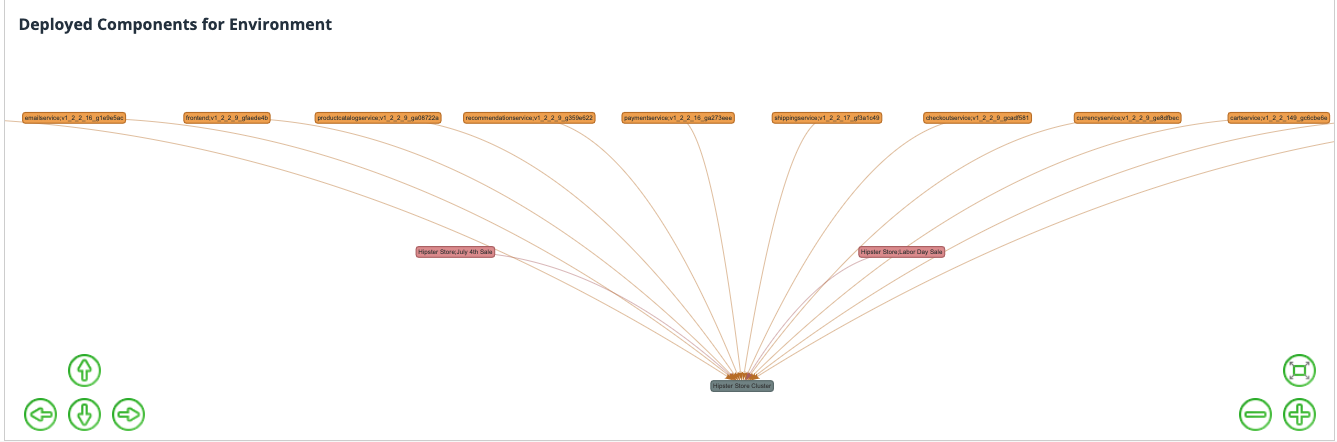 Deployed Components for Environment
emailservice;v1_2_2_16_g1e9e5ac
frontend;v1_2_2_9_gfaede4b
productcatalogservice;v1_2_2_9_ga08722a
recommendationservice;v1_2_2_9_g359e622
paymentservice;v1_2_2_16_ga273eee
shippingservice;v1_2_2_17_gf3a1c49
checkoutservice;v1_2_2_9_gcadf581
currencyservice;v1_2_2_9_ge8dfbec
cartservice;v1_2_2_149_gc6cbe6e
Hipster Store;July 4th Sale
Hipster Store;Labor Day Sale
Hipster Store Cluster